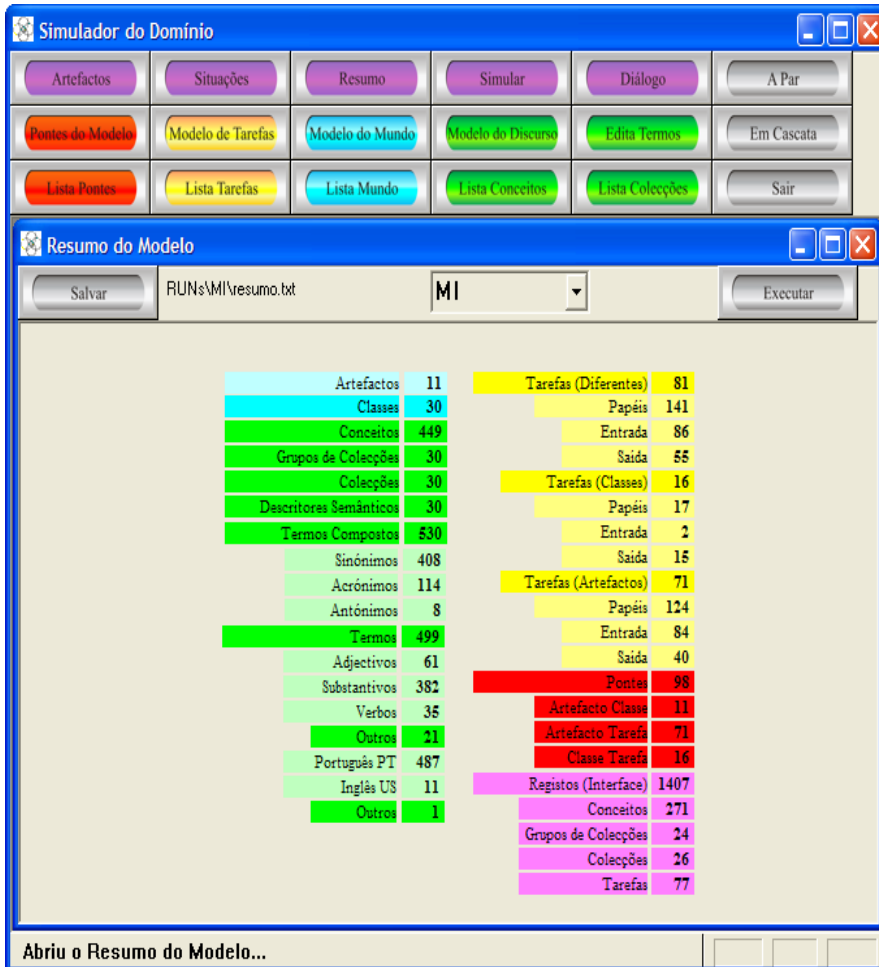 Simulador do Domínio
Artefactos Situações Resumo Simular Diálogo A Par
Pontes do Modelo Modelo de Tarefas Modelo do Mundo Modelo do Discurso Edita Termos Em Cascata
Lista Pontes Lista Tarefas Lista Mundo Lista Conceitos Lista Colecções Sair
Resumo do Modelo
Salvar RUNs\MI\resumo.txt MI Executar
Artefactos 11
Classes 30
Conceitos 449
Grupos de Colecções 30
Colecções 30
Descritores Semânticos 30
Termos Compostos 530
Sinónimos 408
Acrónimos 114
Antónimos 8
Termos 499
Adjectivos 61
Substantivos 382
Verbos 35
Outros 21
Português PT 487
Inglês US 11
Outros 1
Tarefas (Diferentes) 81
Papéis 141
Entrada 86
Saída 55
Tarefas (Classes) 16
Papéis 17
Entrada 2
Saída 15
Tarefas (Artefactos) 71
Papéis 124
Entrada 84
Saída 40
Pontes 98
Artefacto Classe 11
Artefacto Tarefa 71
Classe Tarefa 16
Registos (Interface) 1407
Conceitos 271
Grupos de Colecções 24
Colecções 26
Tarefas 77
Abriu o Resumo do Modelo...